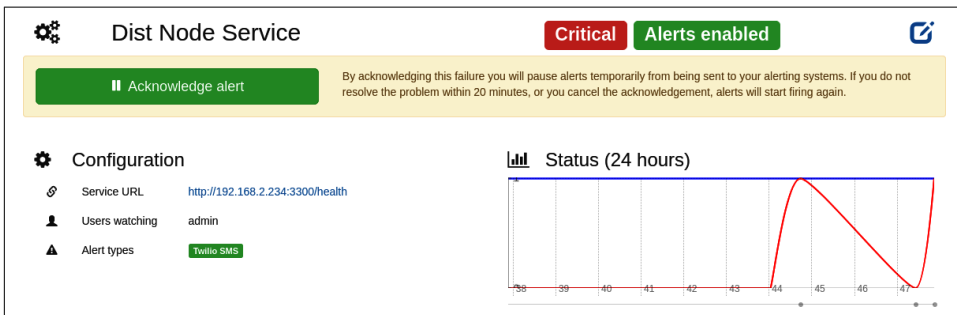 Dist Node Service
Critical
Alerts enabled
Acknowledge alert
By acknowledging this failure you will pause alerts temporarily from being sent to your alerting systems. If you do not
resolve the problem within 20 minutes, or you cancel the acknowledgement, alerts will start firing again.
Configuration
Service URL http://192.168.2.234:3300/health
Users watching admin
Alert types Twilio SMS
Status (24 hours)
1
38 39 40 41 42 43 44 45 46 47